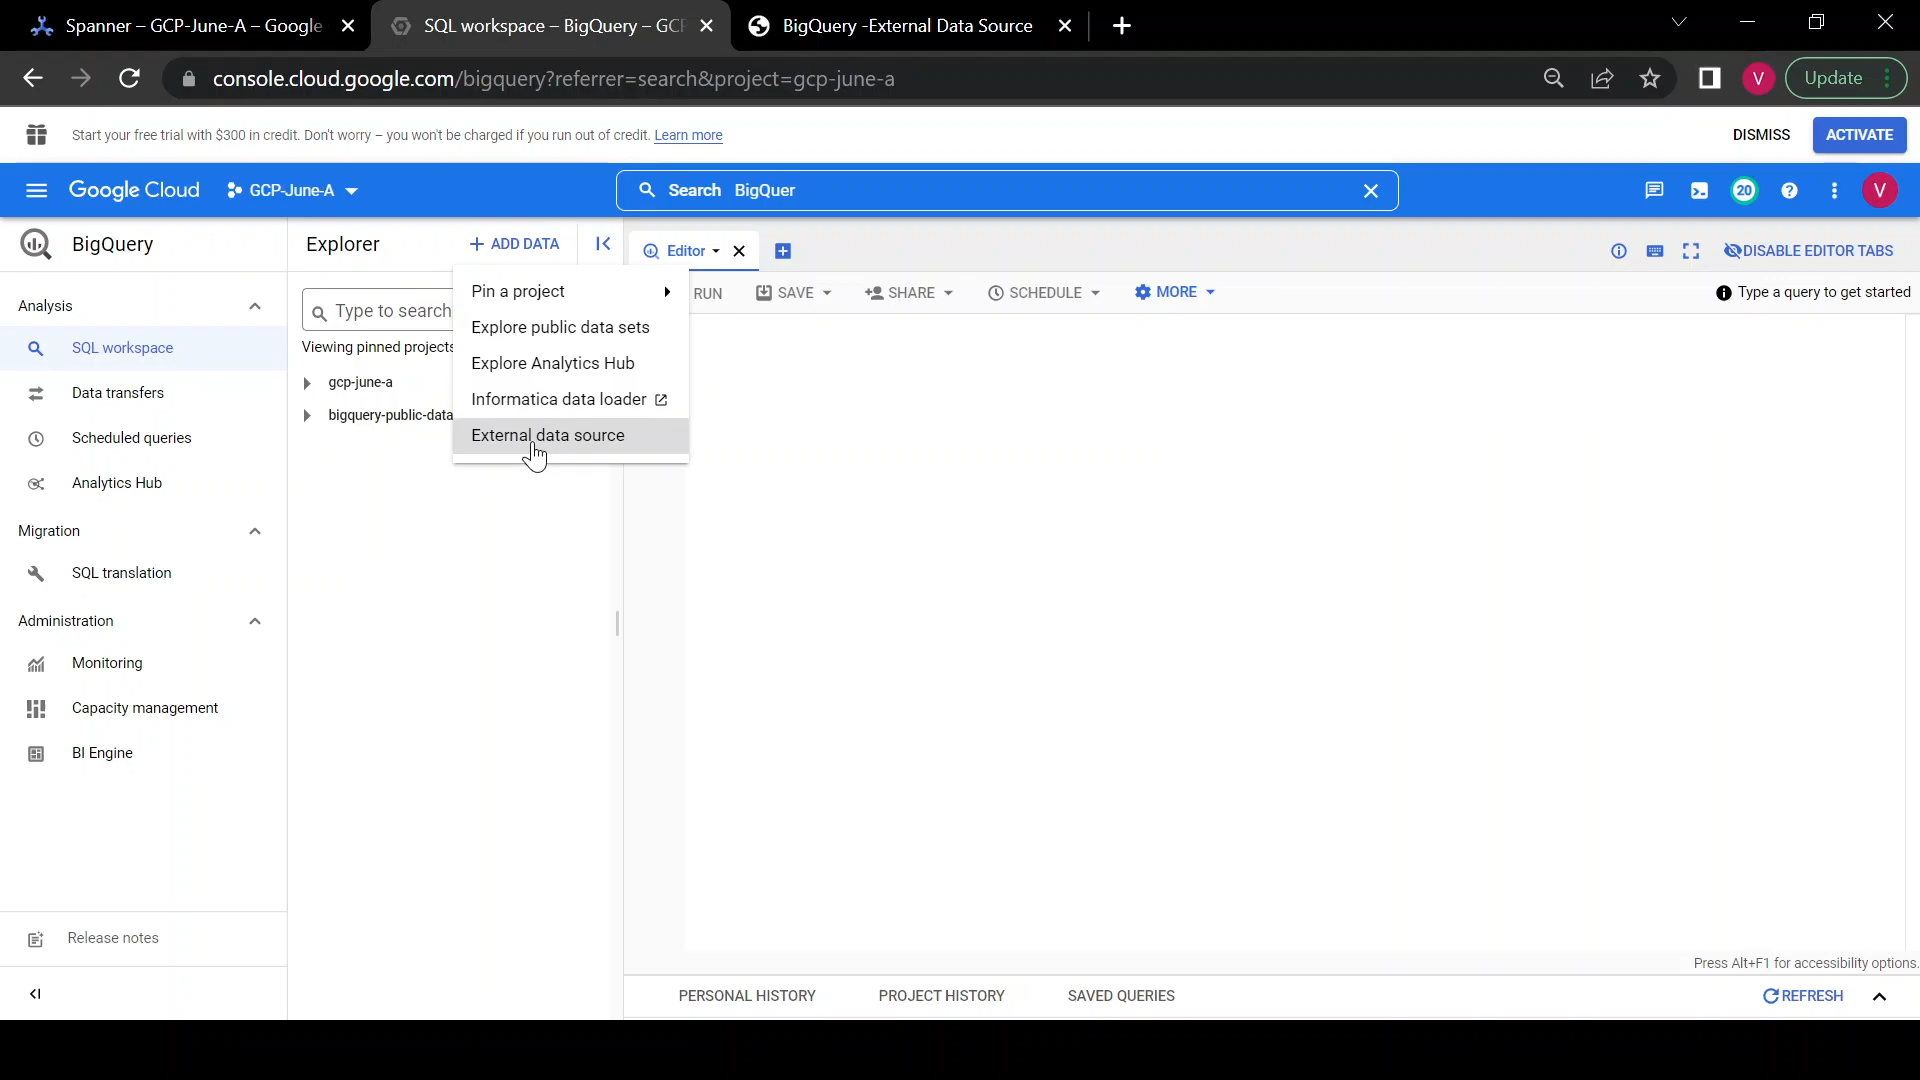 Spanner – GCP-June-A – Google
SQL workspace – BigQuery – GCP
BigQuery -External Data Source
console.cloud.google.com/bigquery?referrer=search&project=gcp-june-a
V
Update
Start your free trial with $300 in credit. Don't worry – you won't be charged if you run out of credit. Learn more
DISMISS
ACTIVATE
Google Cloud
GCP-June-A
Search BigQuer
20
V
BigQuery
Explorer
ADD DATA
Editor
DISABLE EDITOR TABS
Analysis
SQL workspace
Data transfers
Scheduled queries
Analytics Hub
Migration
SQL translation
Administration
Monitoring
Capacity management
BI Engine
Release notes
Type to search
Viewing pinned projects
gcp-june-a
bigquery-public-data
Pin a project
Explore public data sets
Explore Analytics Hub
Informatica data loader
External data source
RUN
SAVE
SHARE
SCHEDULE
MORE
Type a query to get started
Press Alt+F1 for accessibility options.
PERSONAL HISTORY
PROJECT HISTORY
SAVED QUERIES
REFRESH